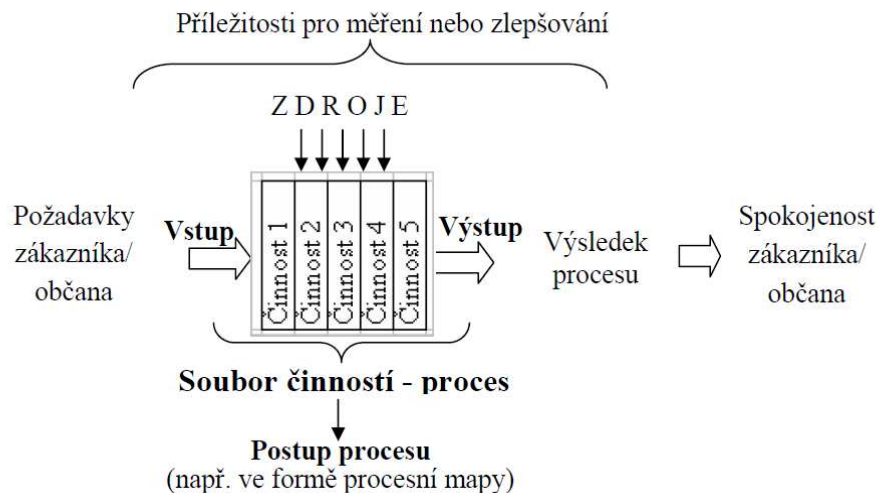 Příležitosti pro měření nebo zlepšování
Z D R O J E
Požadavky
zákazníka/
občana
Vstup
Činnost 1
Činnost 2
Činnost 3
Činnost 4
Činnost 5
Výstup
Výsledek
procesu
Spokojenost
zákazníka/
občana
Soubor činností - proces
Postup procesu
(např. ve formě procesní mapy)